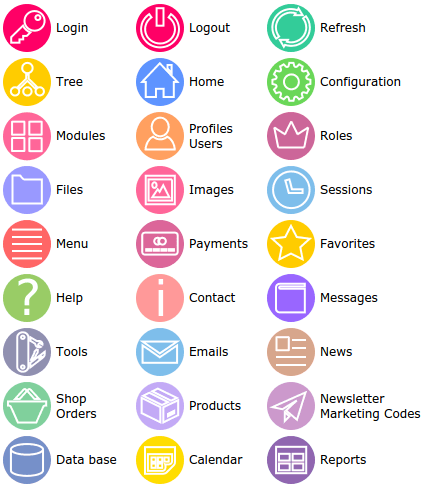 Login
Logout
Refresh
Tree
Home
Configuration
Modules
Profiles
Users
Roles
Files
Images
Sessions
Menu
Payments
Favorites
?
Help
i
Contact
Messages
Tools
Emails
News
Shop
Orders
Products
Newsletter
Marketing Codes
Data base
Calendar
Reports